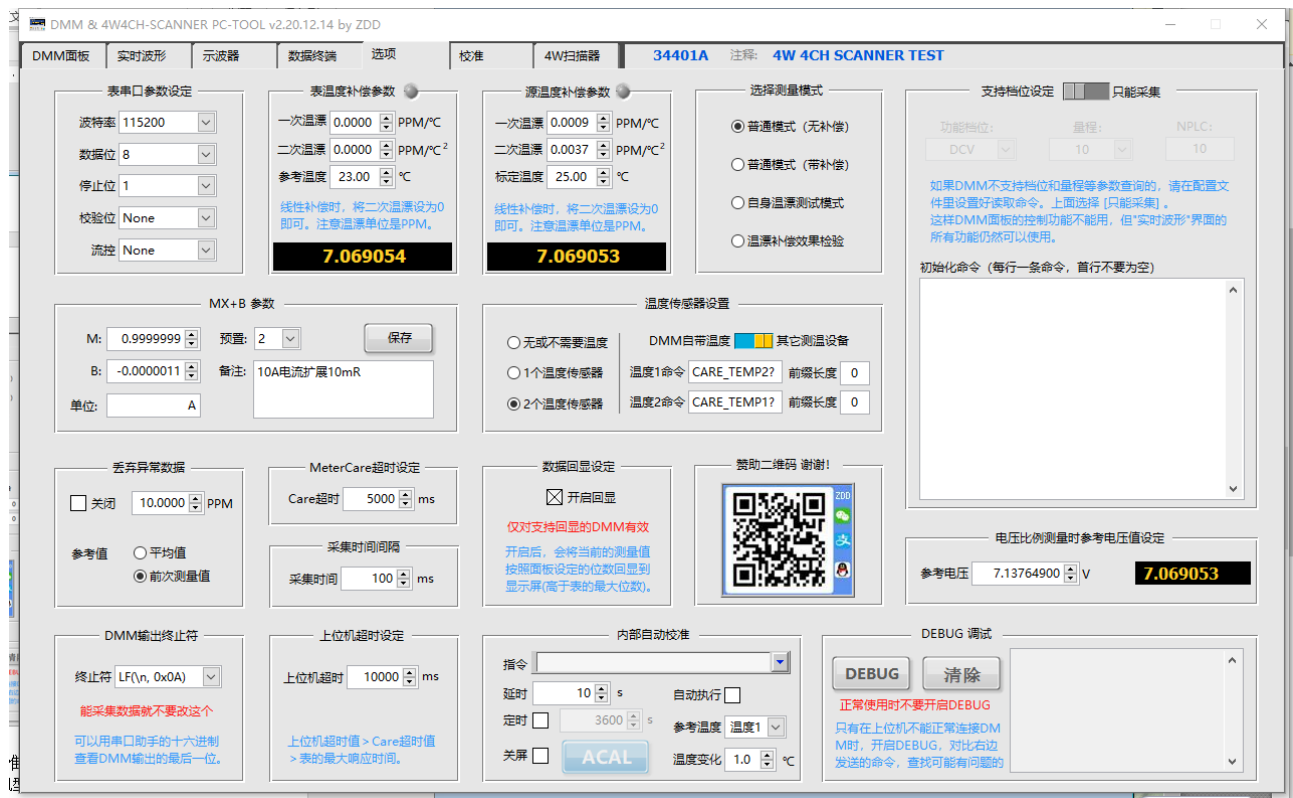 DMM & 4W4CH-SCANNER PC-TOOL v2.20.12.14 by ZDD
DMM面板 实时波形 示波器 数据终端 选项 校准 4W扫描器 34401A 注释: 4W 4CH SCANNER TEST
表串口参数设定
波特率 115200
数据位 8
停止位 1
校验位 None
流控 None
表温度补偿参数
一次温漂 0.0000 PPM/℃
二次温漂 0.0000 PPM/℃²
参考温度 23.00 ℃
线性补偿时，将二次温漂设为0
即可。注意温漂单位是PPM。
7.069054
源温度补偿参数
一次温漂 0.0009 PPM/℃
二次温漂 0.0037 PPM/℃²
标定温度 25.00 ℃
线性补偿时，将二次温漂设为0
即可。注意温漂单位是PPM。
7.069053
选择测量模式
普通模式（无补偿）
普通模式（带补偿）
自身温漂测试模式
温漂补偿效果检验
支持档位设定 只能采集
功能档位: 量程: NPLC:
DCV 10 10
如果DMM不支持档位和量程等参数查询的，请在配置文
件里设置好读取命令。上面选择 [只能采集] 。
这样DMM面板的控制功能不能用，但"实时波形"界面的
所有功能仍然可以使用。
初始化命令（每行一条命令，首行不要为空）
MX+B 参数
M: 0.9999999 预置: 2 保存
B: -0.0000011 备注: 10A电流扩展10mR
单位: A
温度传感器设置
无或不需要温度 DMM自带温度 其它测温设备
1个温度传感器 温度1命令 CARE_TEMP2? 前缀长度 0
2个温度传感器 温度2命令 CARE_TEMP1? 前缀长度 0
丢弃异常数据
关闭 10.0000 PPM
参考值 平均值
前次测量值
MeterCare超时设定
Care超时 5000 ms
采集时间间隔
采集时间 100 ms
数据回显设定
开启回显
仅对支持回显的DMM有效
开启后，会将当前的测量值
按照面板设定的位数回显到
显示屏(高于表的最大位数)。
赞助二维码 谢谢!
ZDD
支
电压比例测量时参考电压值设定
参考电压 7.13764900 V 7.069053
DMM输出终止符
终止符 LF(\n, 0x0A)
能采集数据就不要改这个
可以用串口助手的十六进制
查看DMM输出的最后一位。
上位机超时设定
上位机超时 10000 ms
上位机超时值＞Care超时值
＞表的最大响应时间。
内部自动校准
指令
延时 10 s 自动执行
定时 3600 s 参考温度 温度1
关屏 ACAL 温度变化 1.0 ℃
DEBUG 调试
DEBUG 清除
正常使用时不要开启DEBUG
只有在上位机不能正常连接DM
M时，开启DEBUG，对比右边
发送的命令，查找可能有问题的